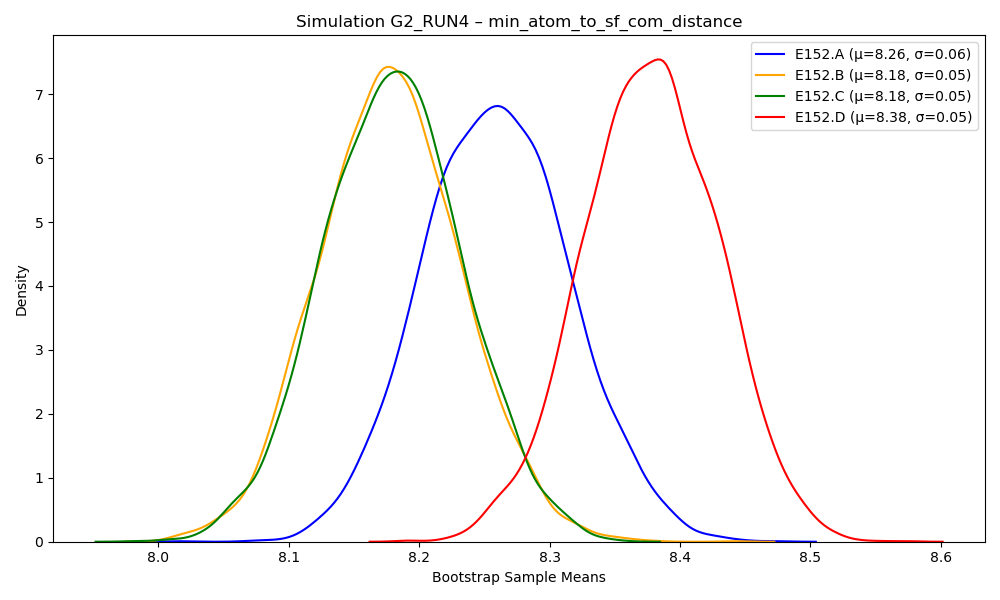 Simulation G2_RUN4 – min_atom_to_sf_com_distance
E152.A (μ=8.26, σ=0.06)
E152.B (μ=8.18, σ=0.05)
E152.C (μ=8.18, σ=0.05)
E152.D (μ=8.38, σ=0.05)
Density
7
6
5
4
3
2
1
0
8.0 8.1 8.2 8.3 8.4 8.5 8.6
Bootstrap Sample Means